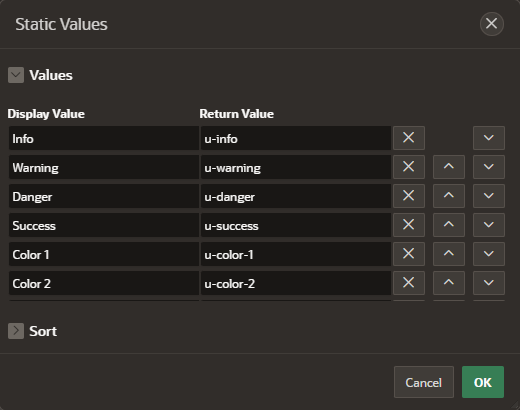 Static Values
Values
Display Value Return Value
Info u-info
Warning u-warning
Danger u-danger
Success u-success
Color 1 u-color-1
Color 2 u-color-2
Sort
Cancel OK